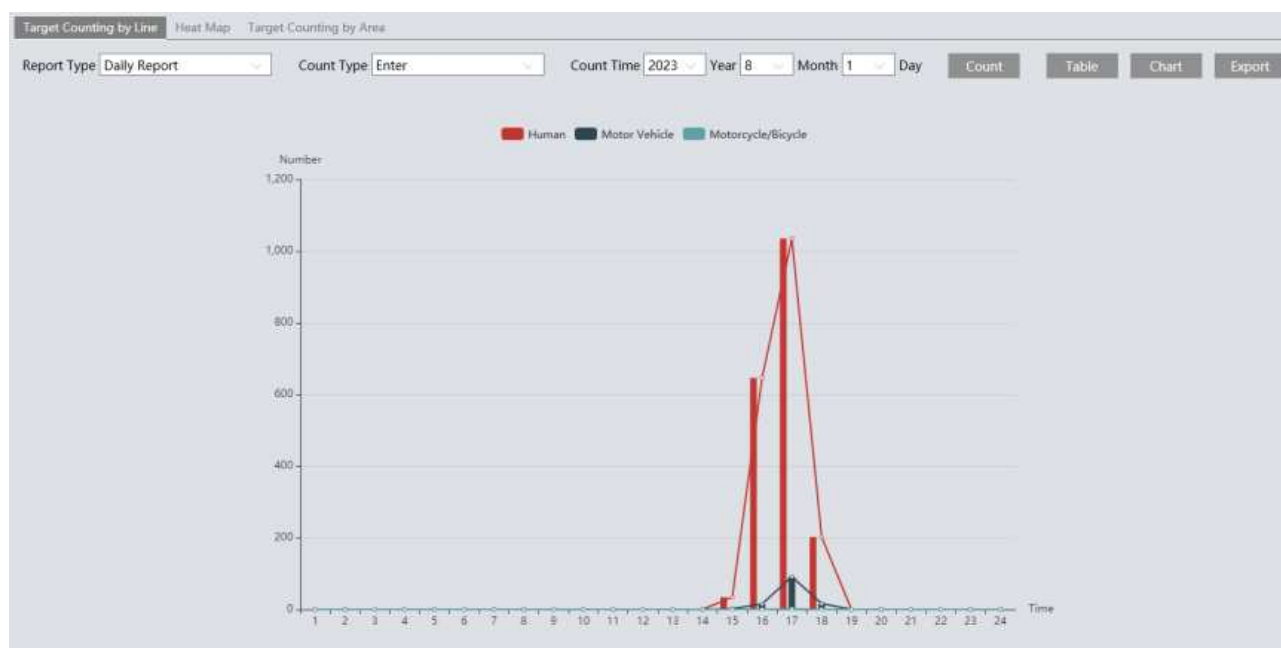 Target Counting by Line Heat Map Target Counting by Area
Report Type Daily Report Count Type Enter Count Time 2023 Year 8 Month 1 Day Count Table Chart Export
Human Motor Vehicle Motorcycle/Bicycle
Number
1,200
1,000
800
600
400
200
0
1 2 3 4 5 6 7 8 9 10 11 12 13 14 15 16 17 18 19 20 21 22 23 24 Time